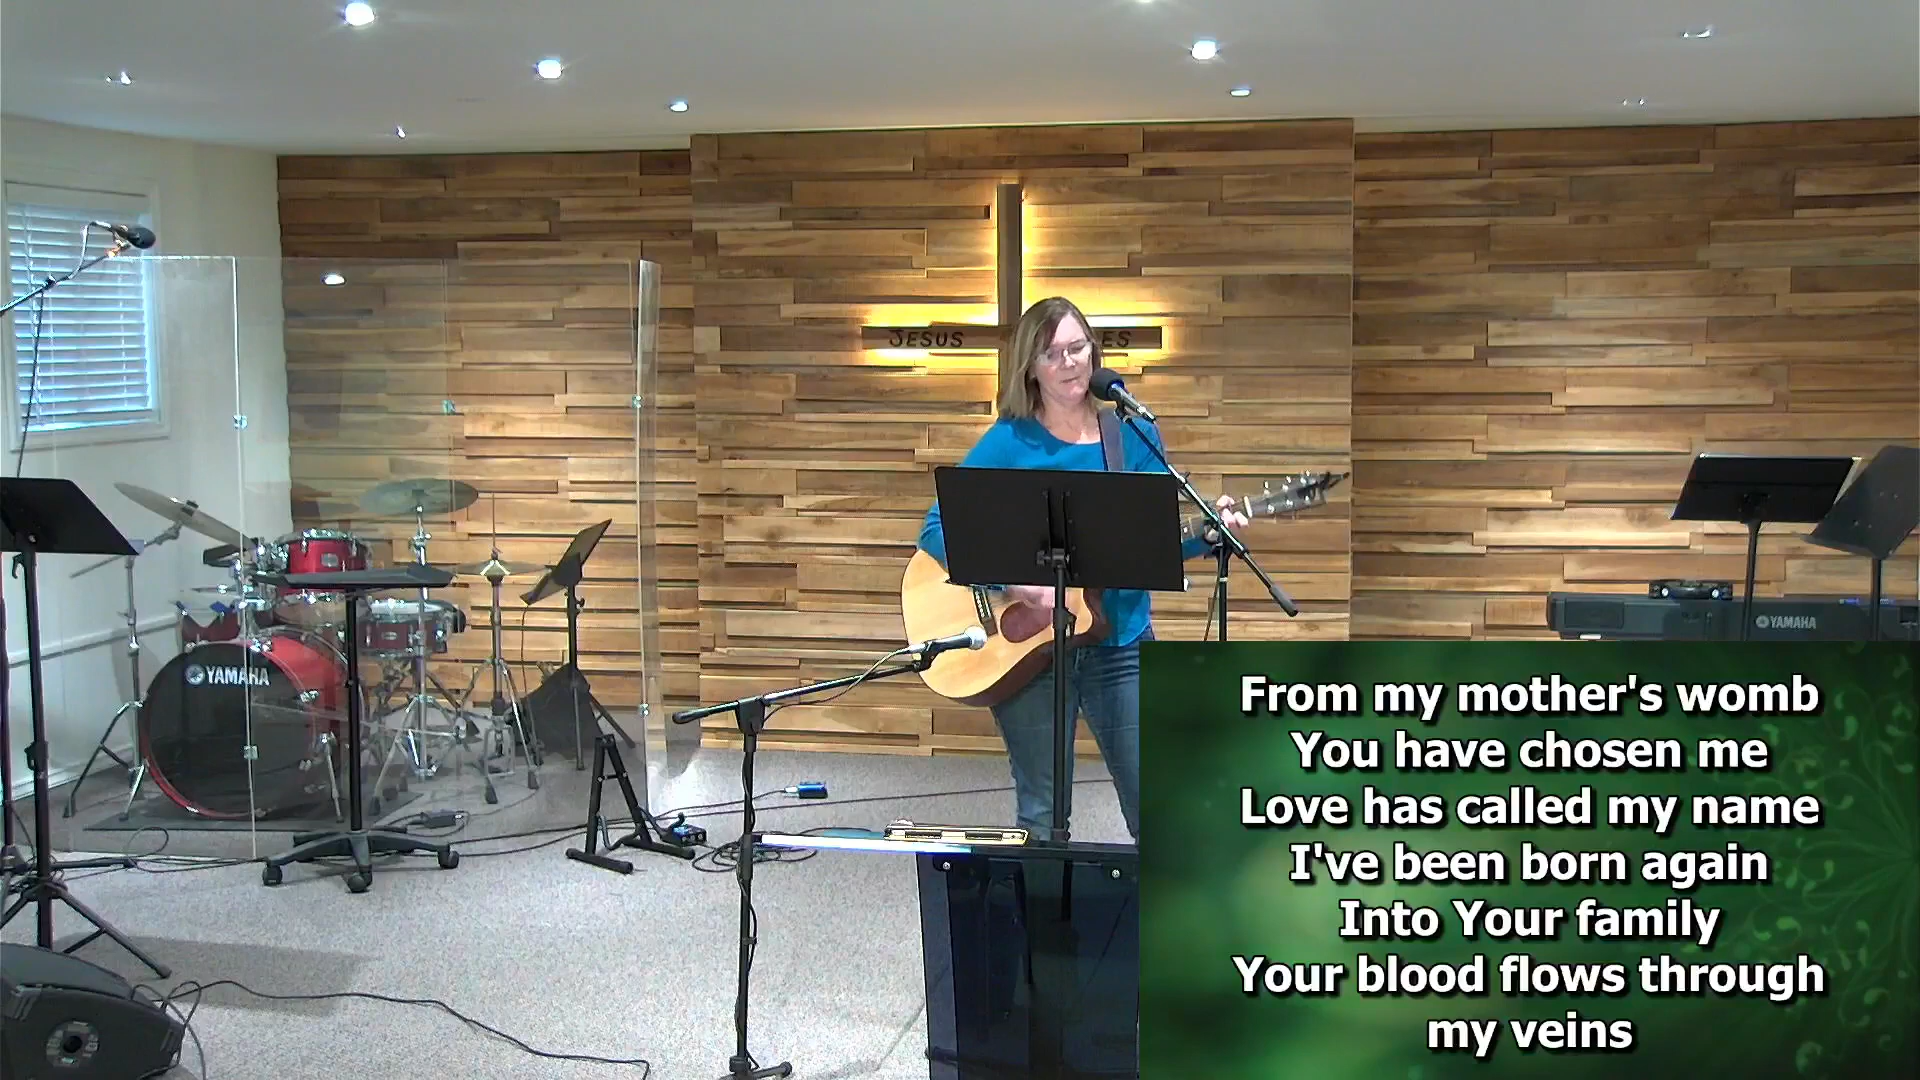 JESUS
ES
YAMAHA
YAMAHA
From my mother's womb
You have chosen me
Love has called my name
I've been born again
Into Your family
Your blood flows through
my veins